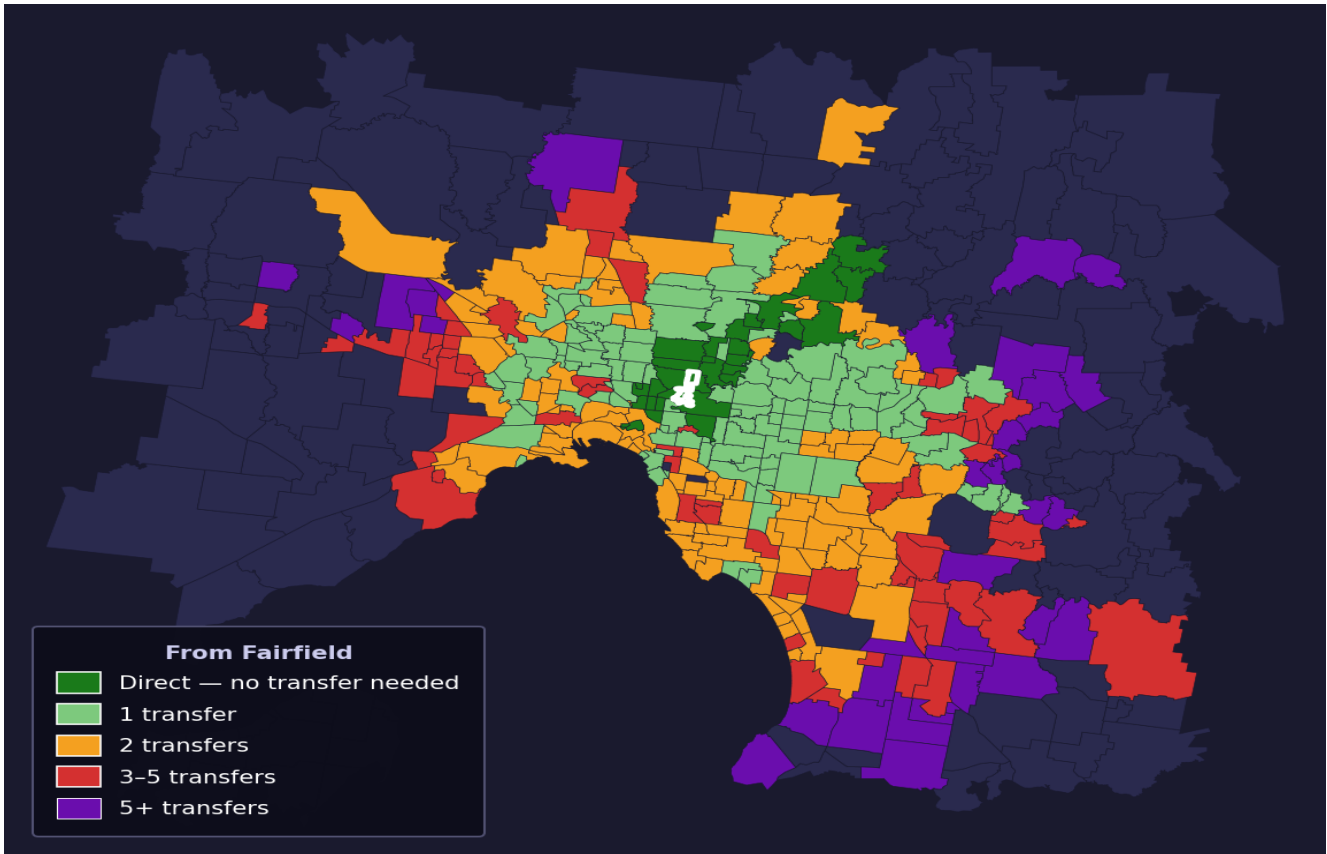 From Fairfield
Direct — no transfer needed
1 transfer
2 transfers
3–5 transfers
5+ transfers